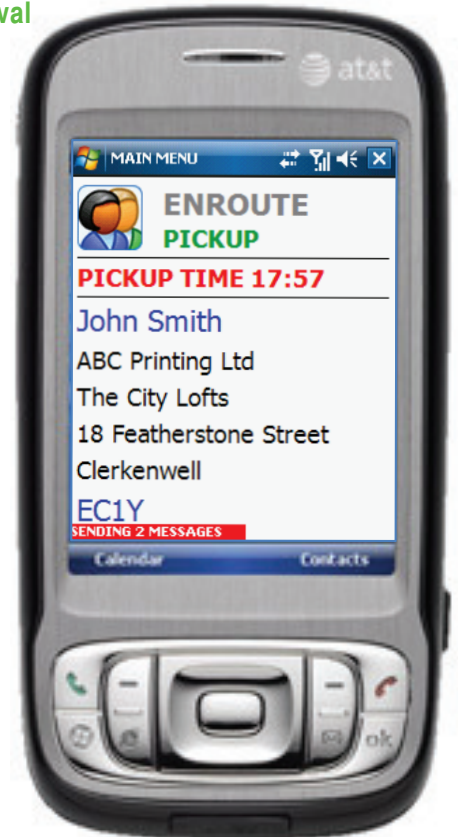 val
at&t
MAIN MENU
ENROUTE
PICKUP
PICKUP TIME 17:57
John Smith
ABC Printing Ltd
The City Lofts
18 Featherstone Street
Clerkenwell
EC1Y
SENDING 2 MESSAGES
Calendar Contacts
ok